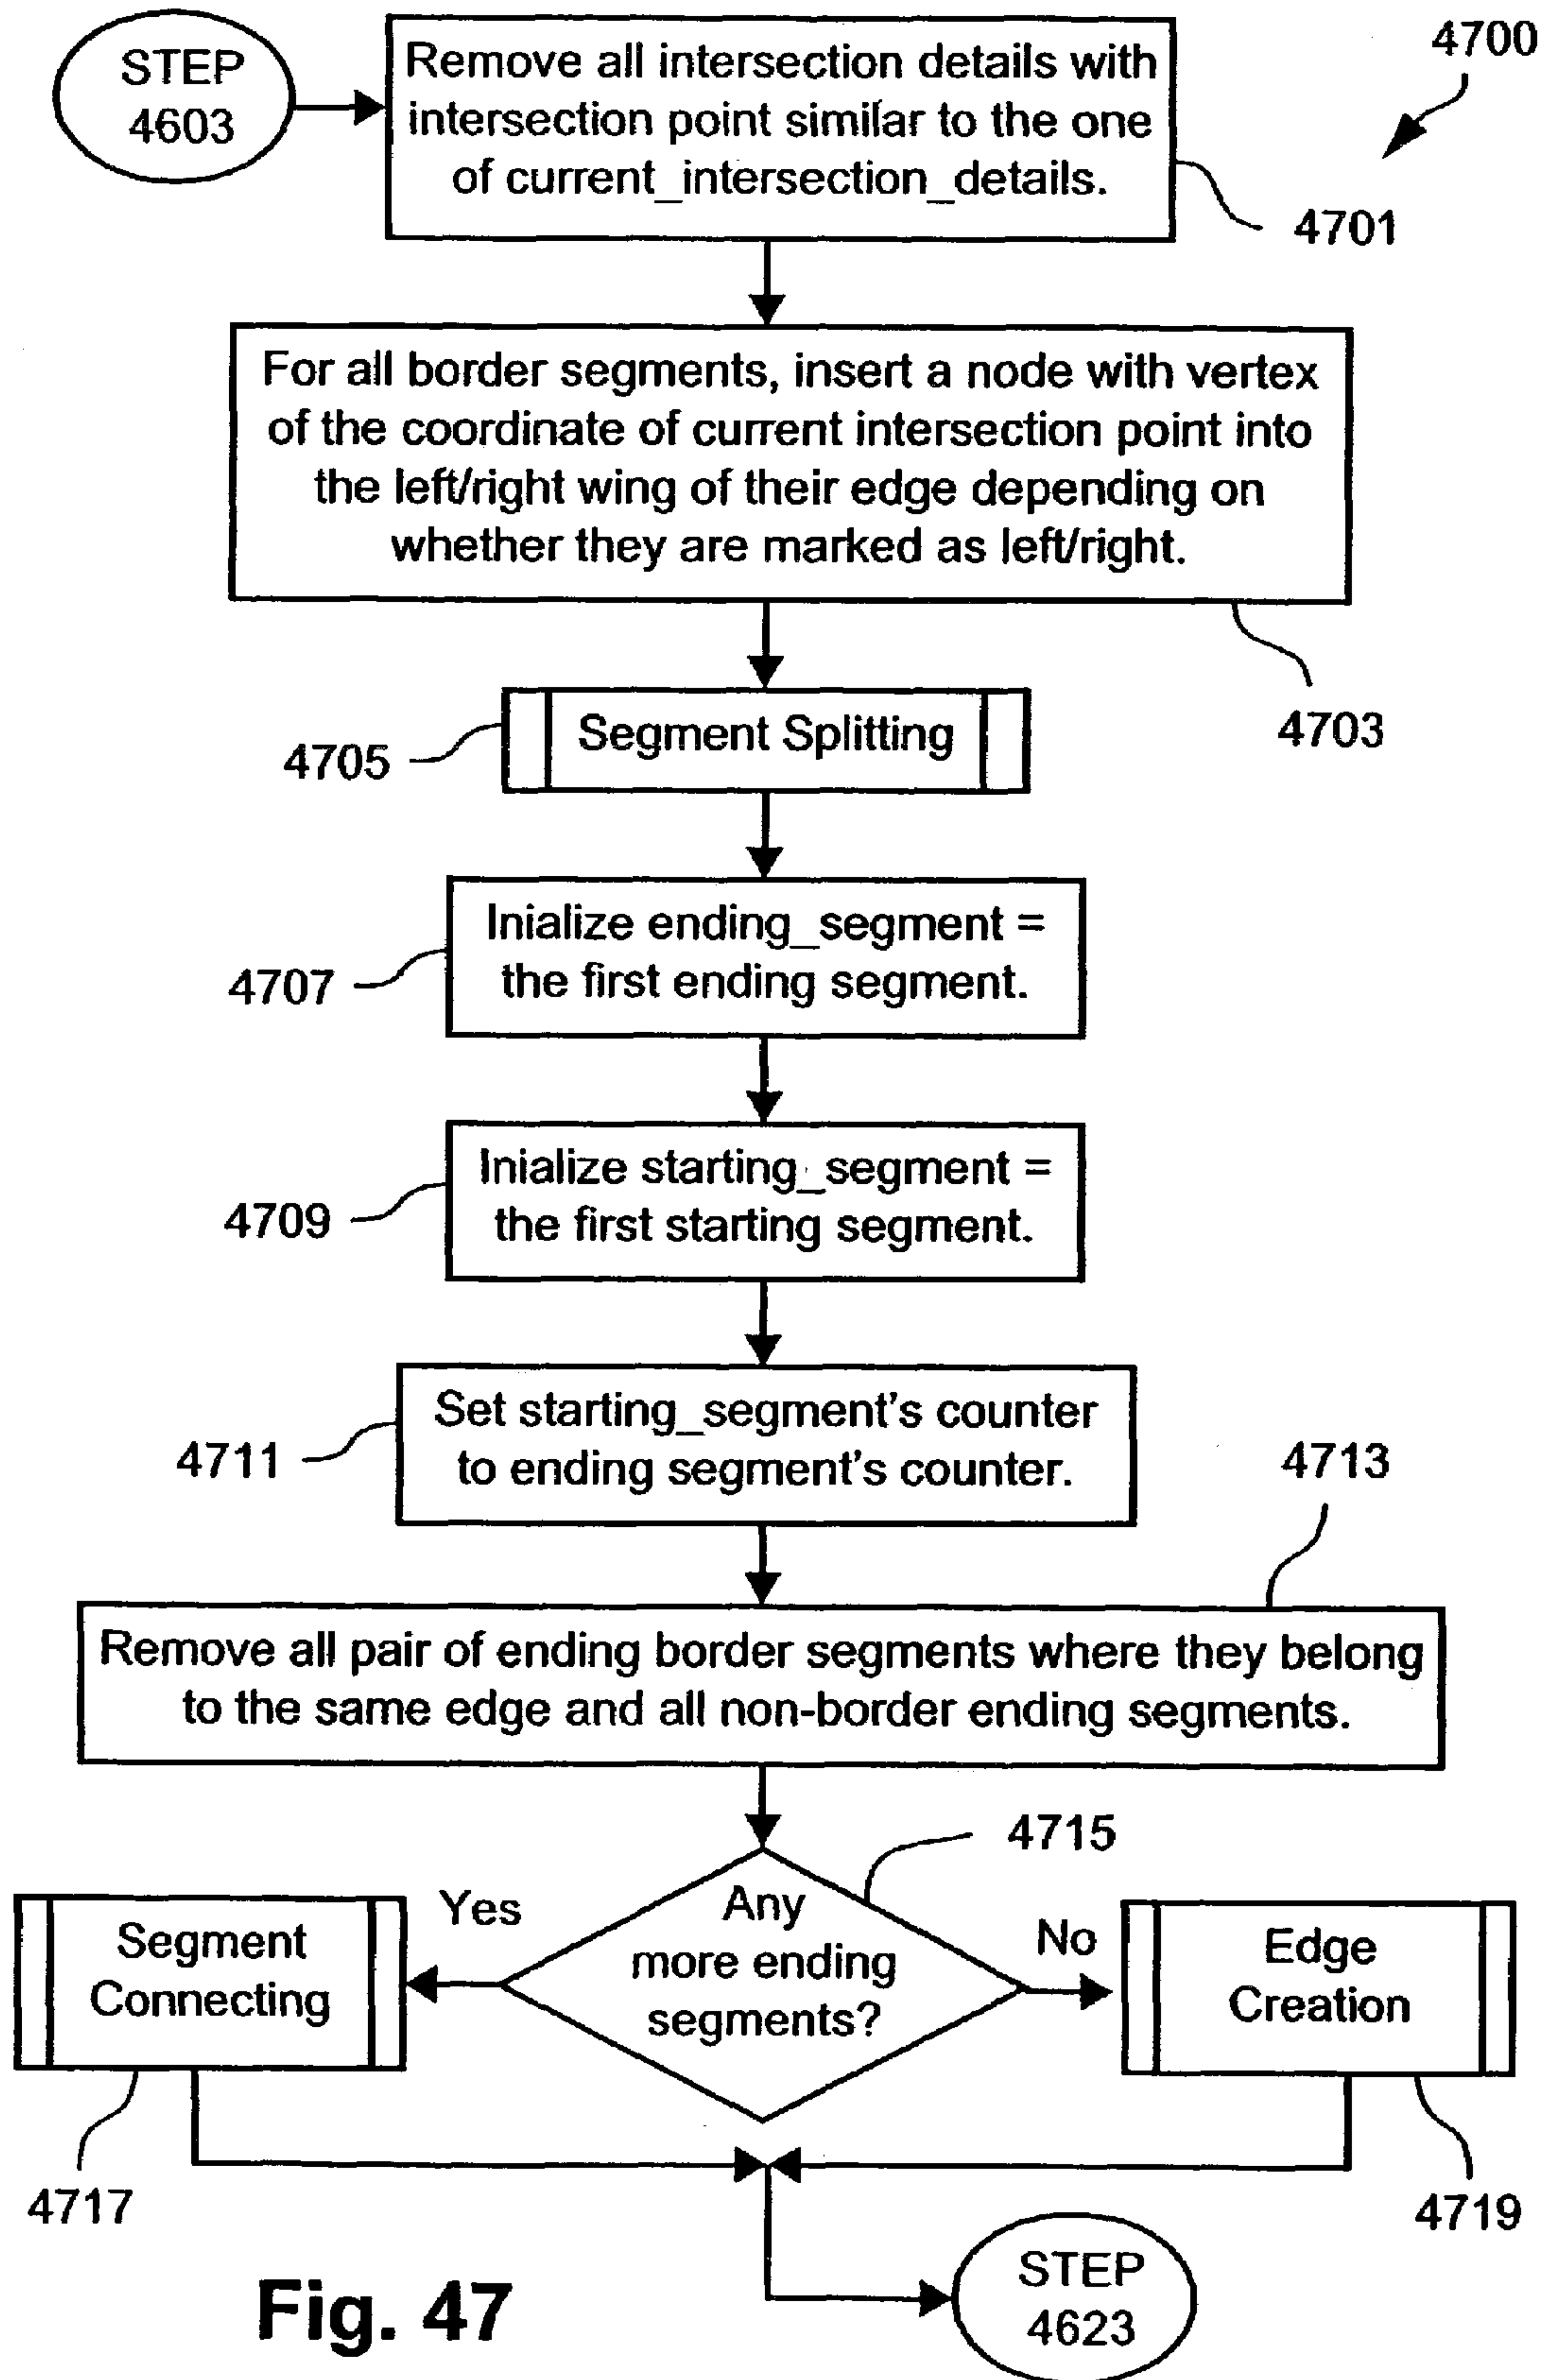 STEP
4603
Remove all intersection details with
intersection point similar to the one
of current_intersection_details.
4700
4701
For all border segments, insert a node with vertex
of the coordinate of current intersection point into
the left/right wing of their edge depending on
whether they are marked as left/right.
4703
Segment Splitting
4705
Inialize ending_segment =
the first ending segment.
4707
Inialize starting_segment =
the first starting segment.
4709
Set starting_segment's counter
to ending segment's counter.
4711
4713
Remove all pair of ending border segments where they belong
to the same edge and all non-border ending segments.
4715
Any
more ending
segments?
Yes
No
Segment
Connecting
Edge
Creation
4717
4719
STEP
4623
Fig. 47